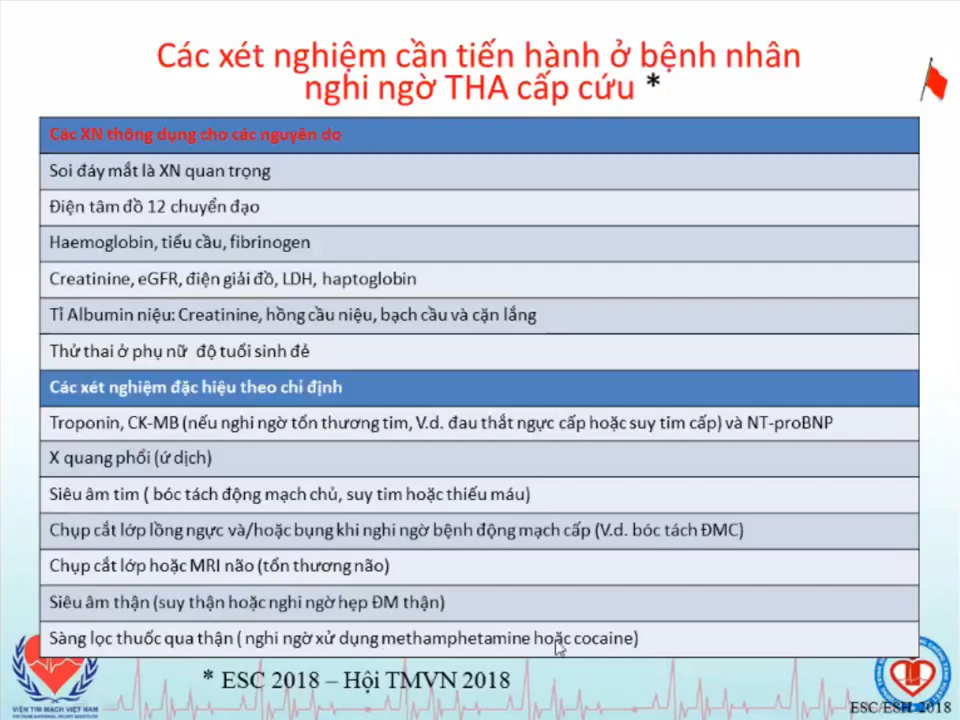 Các xét nghiệm cần tiến hành ở bệnh nhân
nghi ngờ THA cấp cứu *
Các XN thông dụng cho các nguyên do
Soi đáy mắt là XN quan trọng
Điện tâm đồ 12 chuyển đạo
Haemoglobin, tiểu cầu, fibrinogen
Creatinine, eGFR, điện giải đồ, LDH, haptoglobin
Tỉ Albumin niệu: Creatinine, hồng cầu niệu, bạch cầu và cặn lắng
Thử thai ở phụ nữ độ tuổi sinh đẻ
Các xét nghiệm đặc hiệu theo chỉ định
Troponin, CK-MB (nếu nghi ngờ tổn thương tim, V.d. đau thắt ngực cấp hoặc suy tim cấp) và NT-proBNP
X quang phổi (ứ dịch)
Siêu âm tim ( bóc tách động mạch chủ, suy tim hoặc thiếu máu)
Chụp cắt lớp lồng ngực và/hoặc bụng khi nghi ngờ bệnh động mạch cấp (V.d. bóc tách ĐMC)
Chụp cắt lớp hoặc MRI não (tổn thương não)
Siêu âm thận (suy thận hoặc nghi ngờ hẹp ĐM thận)
Sàng lọc thuốc qua thận ( nghi ngờ xử dụng methamphetamine hoặc cocaine)
* ESC 2018 – Hội TMVN 2018
VIỆN TIM MẠCH VIỆT NAM
VIETNAM NATIONAL HEART INSTITUTE
ESC/ESH 2018